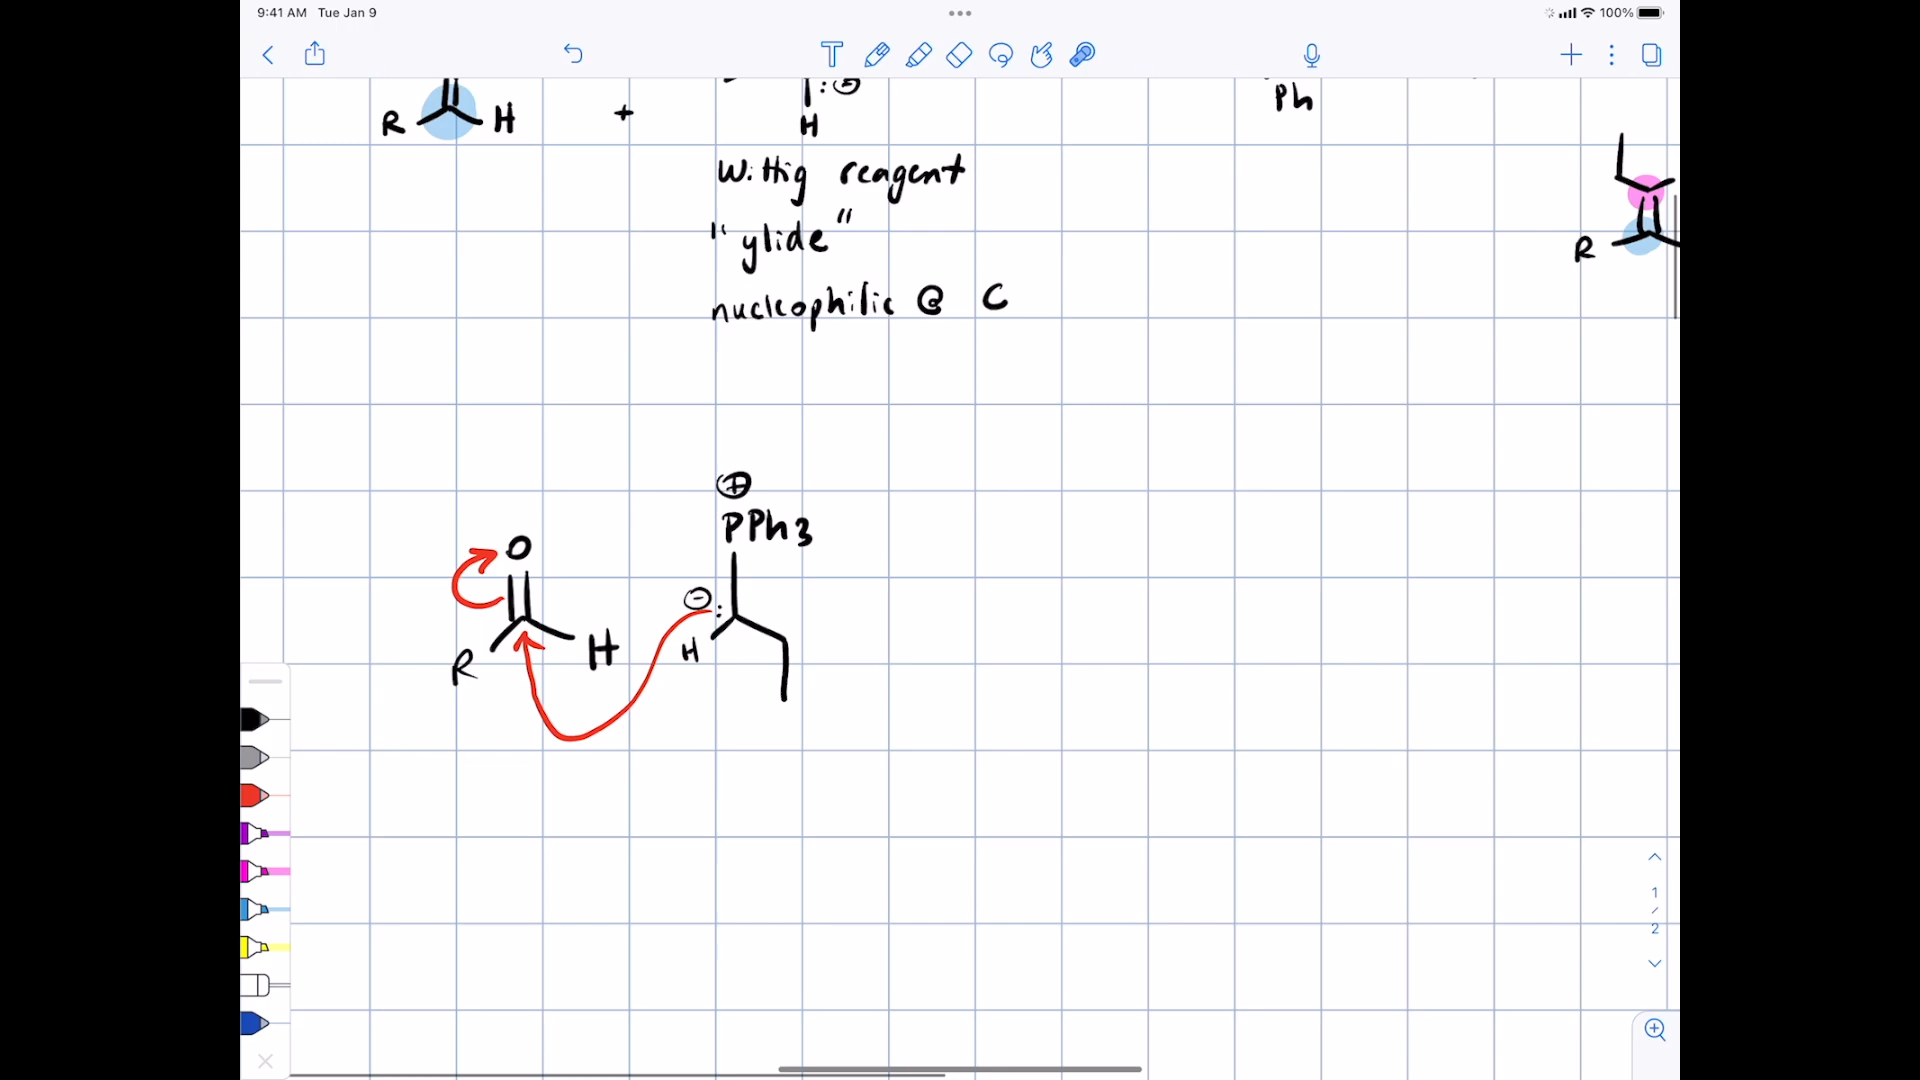 9:41 AM Tue Jan 9
100%
R H + H
Ph
Wittig reagent
"ylide"
R
nucleophilic @ C
⊕
PPh3
O
⊖ :
R H H
1
/
2